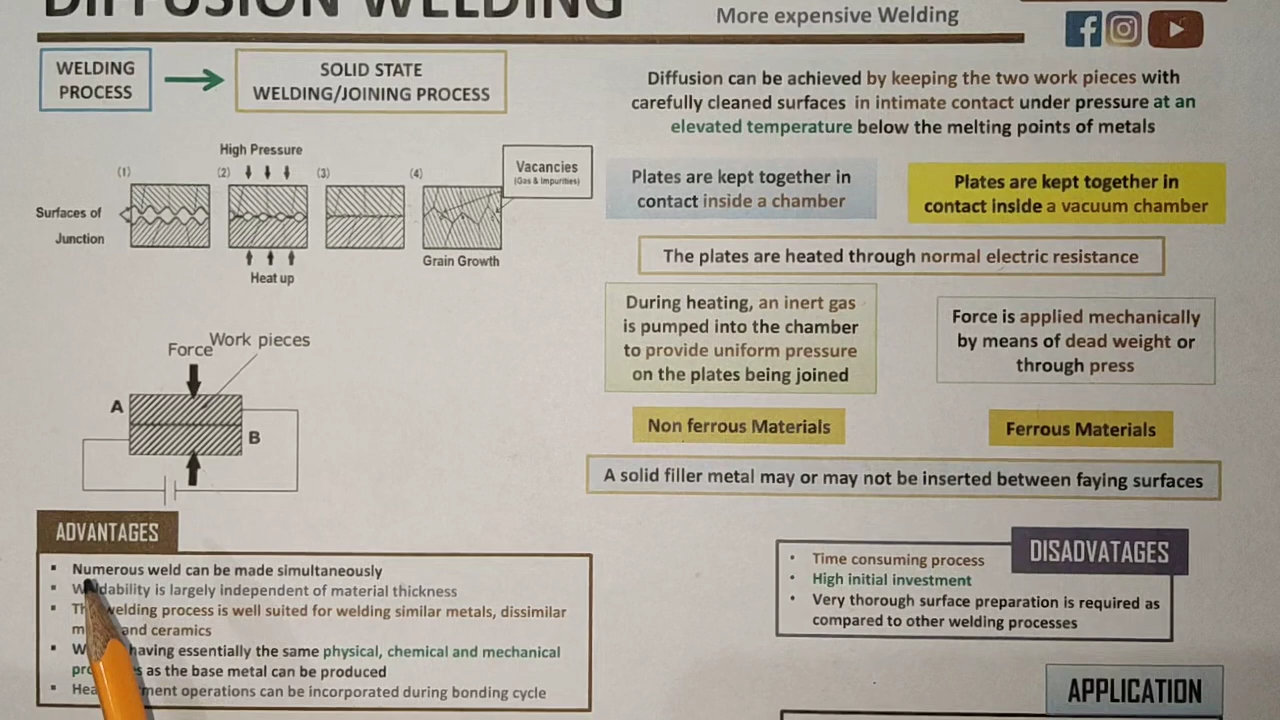 DIFFUSION WELDING
More expensive Welding
WELDING
PROCESS
SOLID STATE
WELDING/JOINING PROCESS
Diffusion can be achieved by keeping the two work pieces with
carefully cleaned surfaces in intimate contact under pressure at an
elevated temperature below the melting points of metals
High Pressure
(1)
(2)
(3)
(4)
Vacancies
(Gas & Impurities)
Surfaces of
Junction
Heat up
Grain Growth
Plates are kept together in
contact inside a chamber
Plates are kept together in
contact inside a vacuum chamber
The plates are heated through normal electric resistance
During heating, an inert gas
is pumped into the chamber
to provide uniform pressure
on the plates being joined
Force is applied mechanically
by means of dead weight or
through press
Non ferrous Materials
Ferrous Materials
A solid filler metal may or may not be inserted between faying surfaces
Force
Work pieces
A
B
ADVANTAGES
Numerous weld can be made simultaneously
ability is largely independent of material thickness
welding process is well suited for welding similar metals, dissimilar
and ceramics
having essentially the same physical, chemical and mechanical
as the base metal can be produced
operations can be incorporated during bonding cycle
DISADVATAGES
Time consuming process
High initial investment
Very thorough surface preparation is required as
compared to other welding processes
APPLICATION